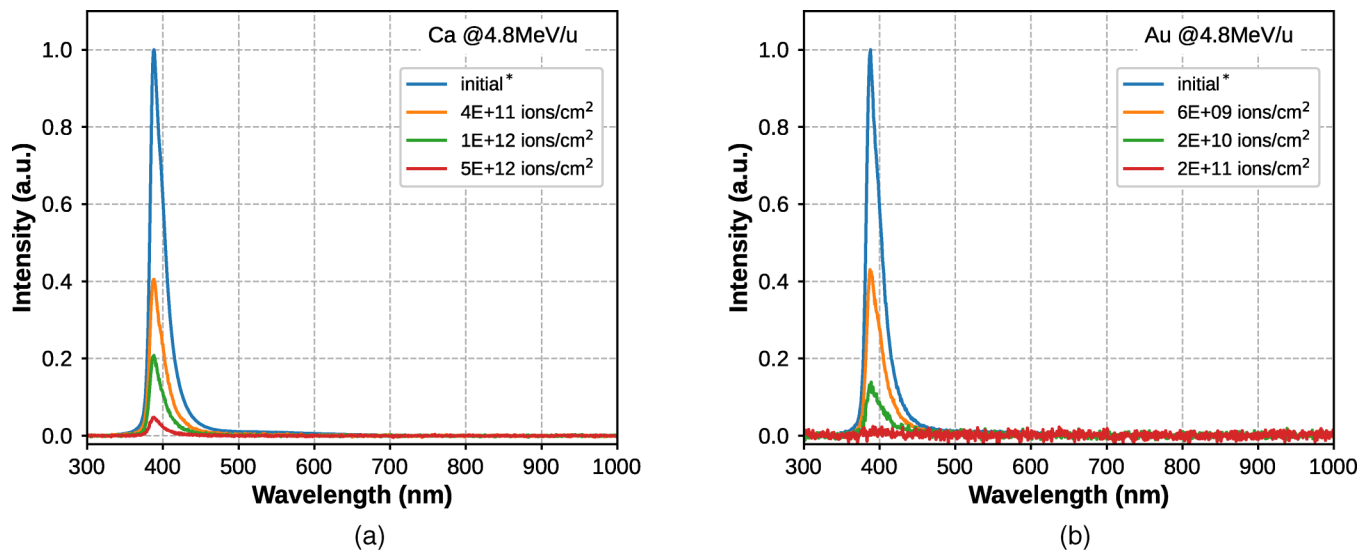 Ca @4.8MeV/u
initial*
4E+11 ions/cm²
1E+12 ions/cm²
5E+12 ions/cm²
1.0
0.8
0.6
0.4
0.2
0.0
Intensity (a.u.)
300 400 500 600 700 800 900 1000
Wavelength (nm)
(a)
Au @4.8MeV/u
initial*
6E+09 ions/cm²
2E+10 ions/cm²
2E+11 ions/cm²
1.0
0.8
0.6
0.4
0.2
0.0
Intensity (a.u.)
300 400 500 600 700 800 900 1000
Wavelength (nm)
(b)